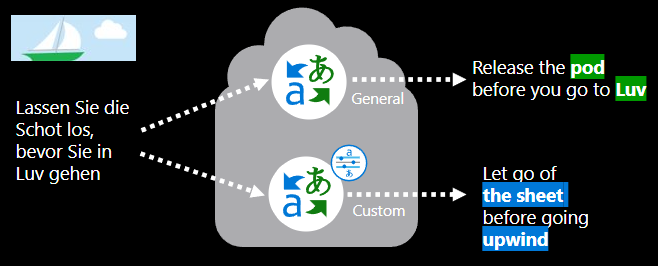 Lassen Sie die
Schot los,
bevor Sie in
Luv gehen
あ
a
General
Release the pod
before you go to Luv
a
あ
あ
a
Custom
Let go of
the sheet
before going
upwind